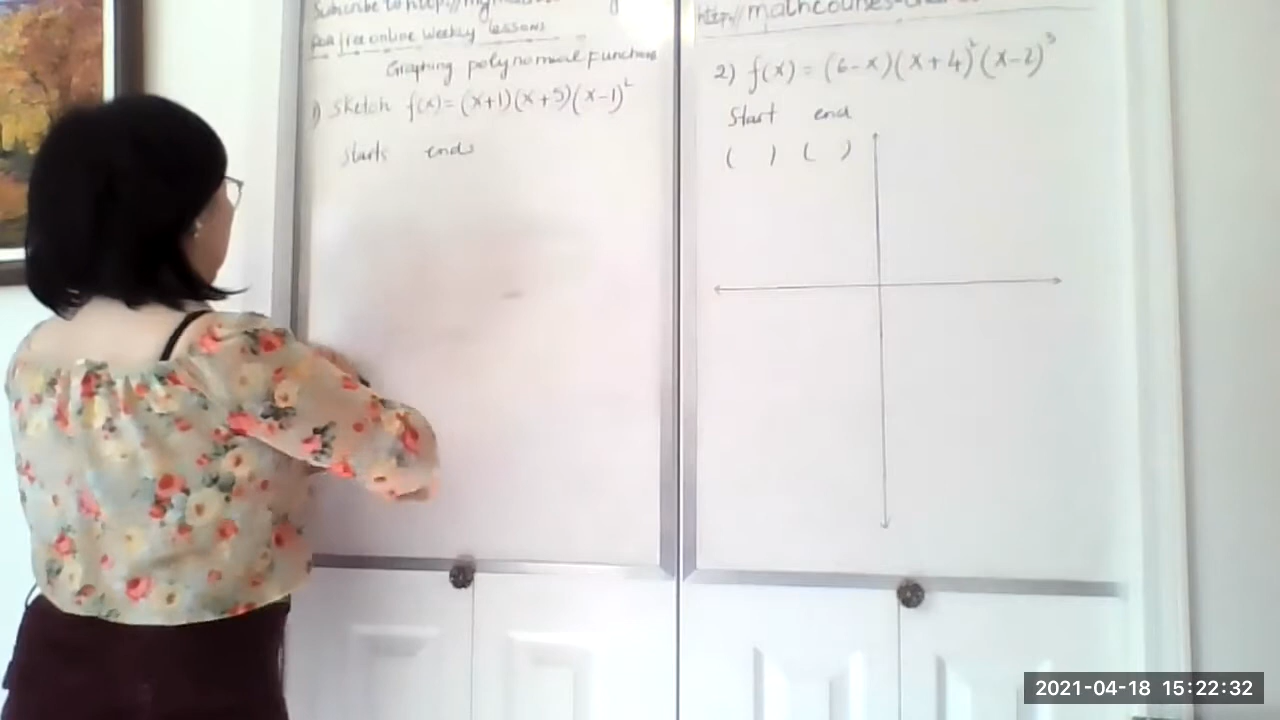 Subscribe to http://my
For free online weekly lessons
Graphing polynomial functions
1) Sketch f(x) = (x+1)(x+5)(x-1)²
Starts ends
http://mathcourses-
2) f(x) = (6-x)(x+4)²(x-2)³
Start end
( ) ( )
2021-04-18 15:22:32